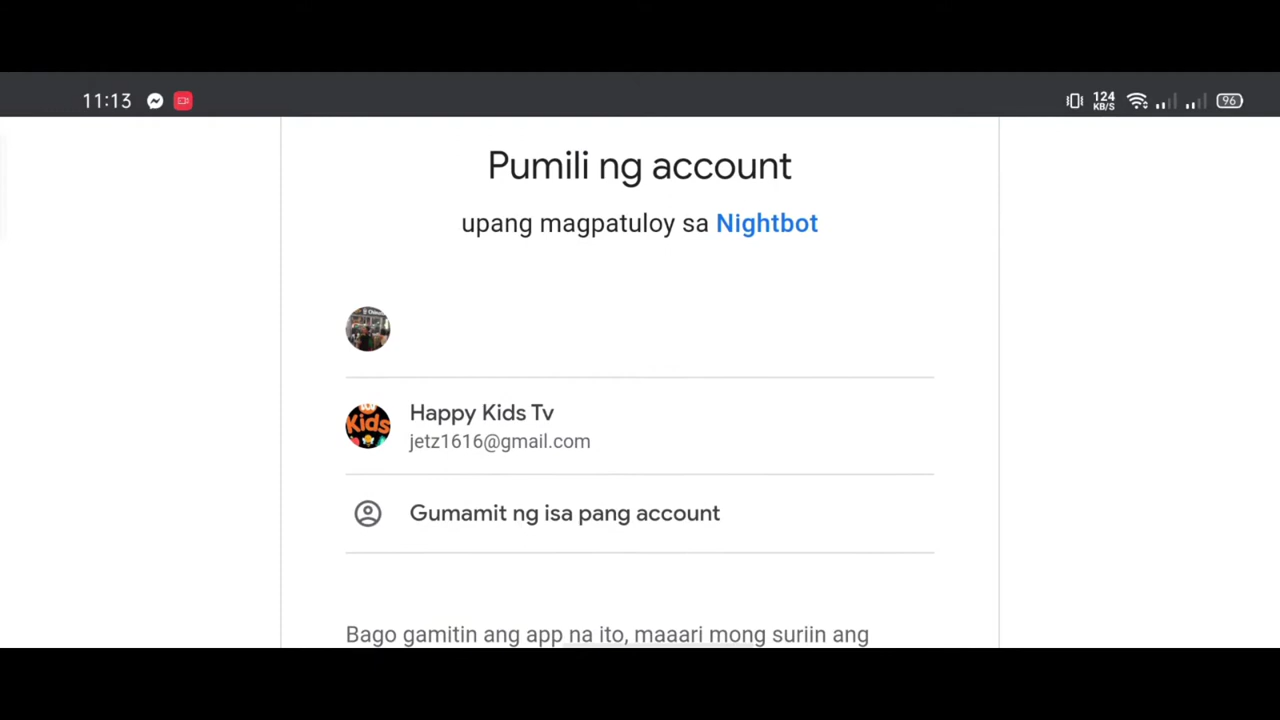 11:13
124
KB/S
96
Pumili ng account
upang magpatuloy sa Nightbot
Kids
Happy Kids Tv
jetz1616@gmail.com
Gumamit ng isa pang account
Bago gamitin ang app na ito, maaari mong suriin ang